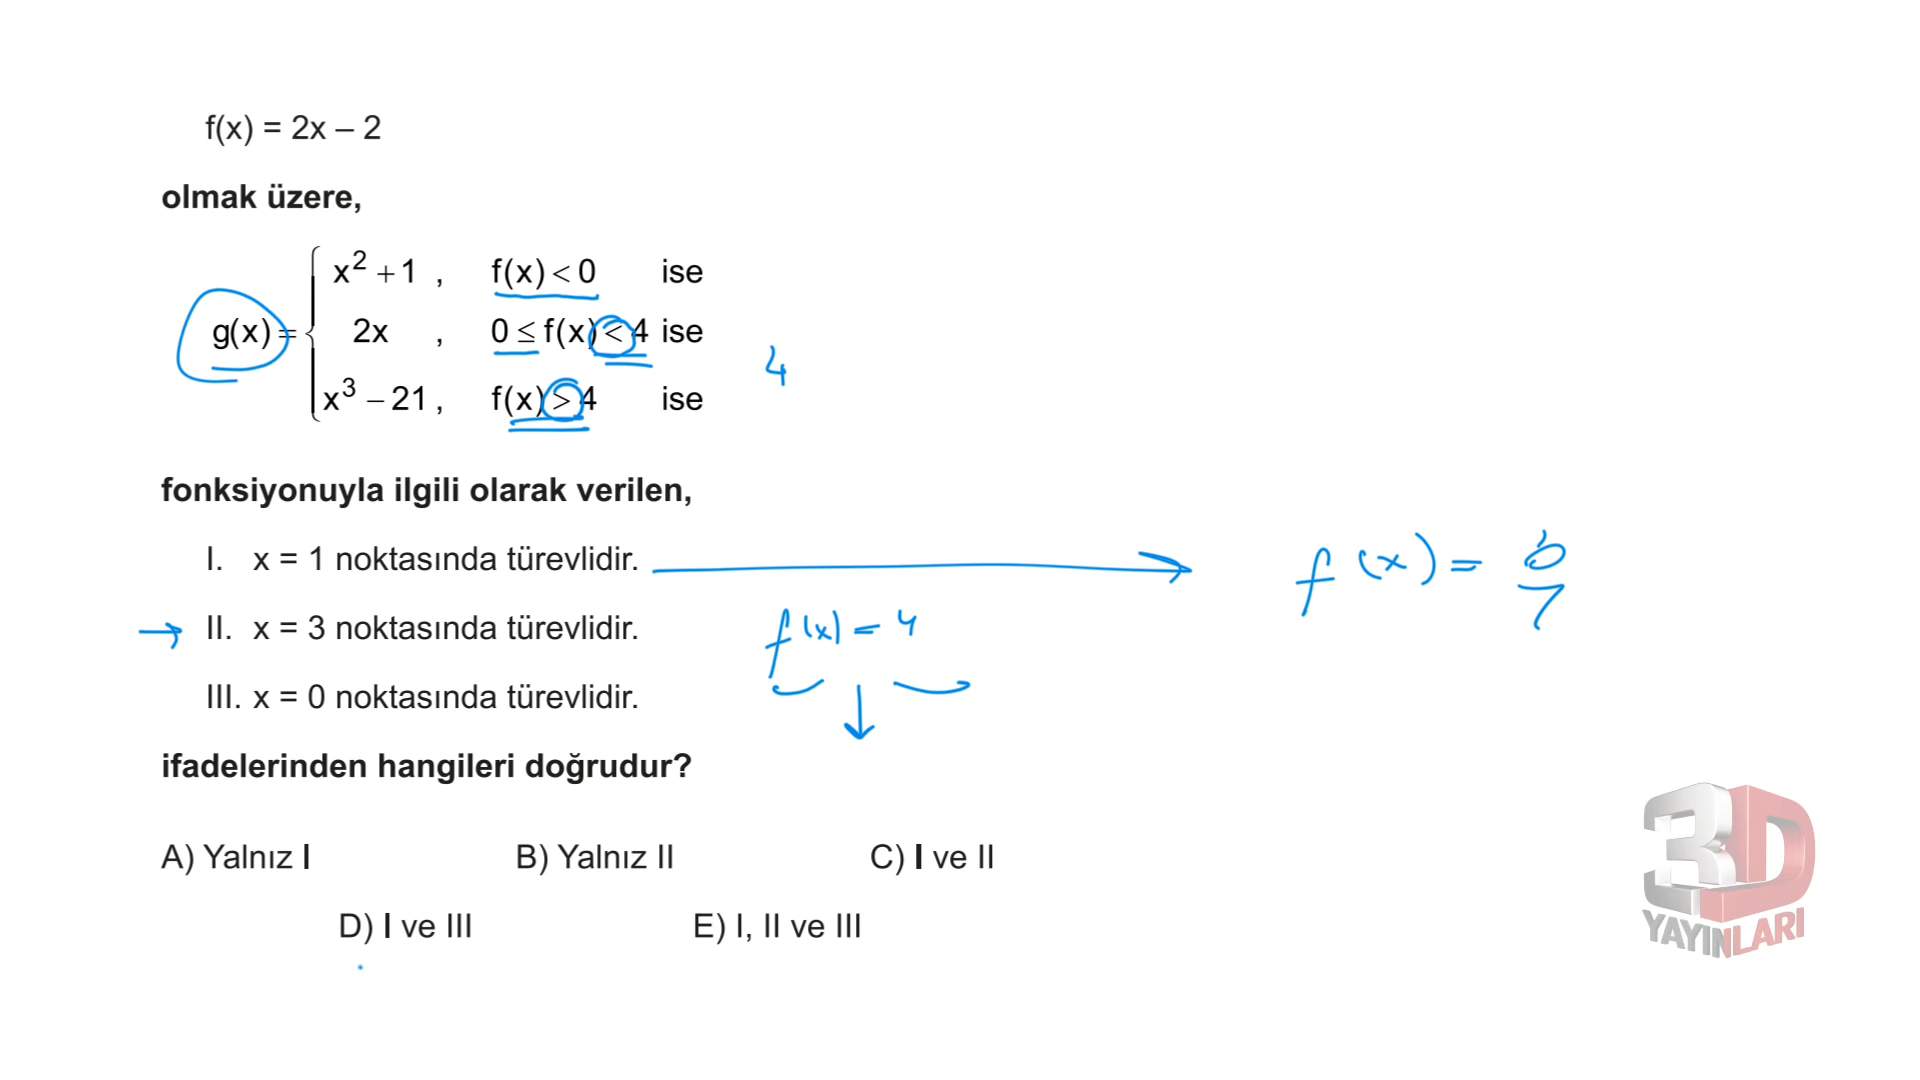 f(x) = 2x – 2
olmak üzere,
x² + 1 , f(x) < 0 ise
g(x) = 2x , 0 ≤ f(x) < 4 ise
4
x³ – 21 , f(x) > 4 ise
fonksiyonuyla ilgili olarak verilen,
I. x = 1 noktasında türevlidir.
f(x) =
II. x = 3 noktasında türevlidir.
f(x) = 4
III. x = 0 noktasında türevlidir.
ifadelerinden hangileri doğrudur?
A) Yalnız I B) Yalnız II C) I ve II
D) I ve III E) I, II ve III
3D
YAYINLARI